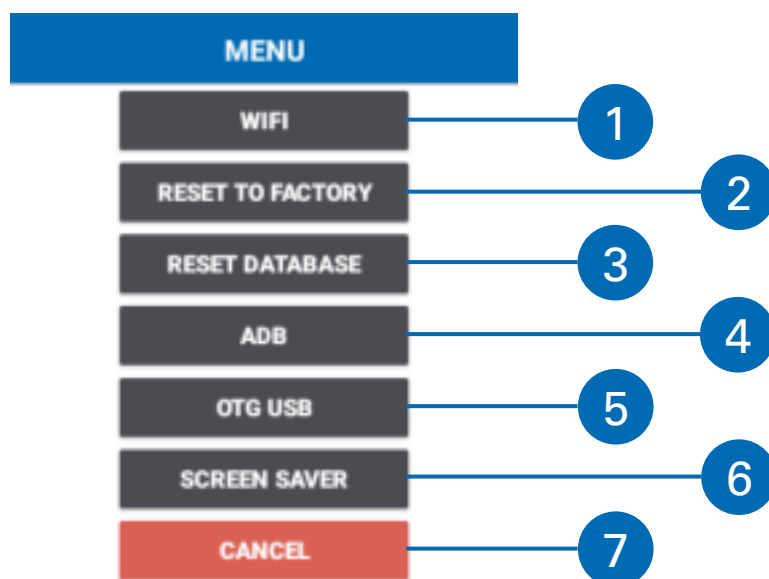 MENU
WIFI 1
RESET TO FACTORY 2
RESET DATABASE 3
ADB 4
OTG USB 5
SCREEN SAVER 6
CANCEL 7